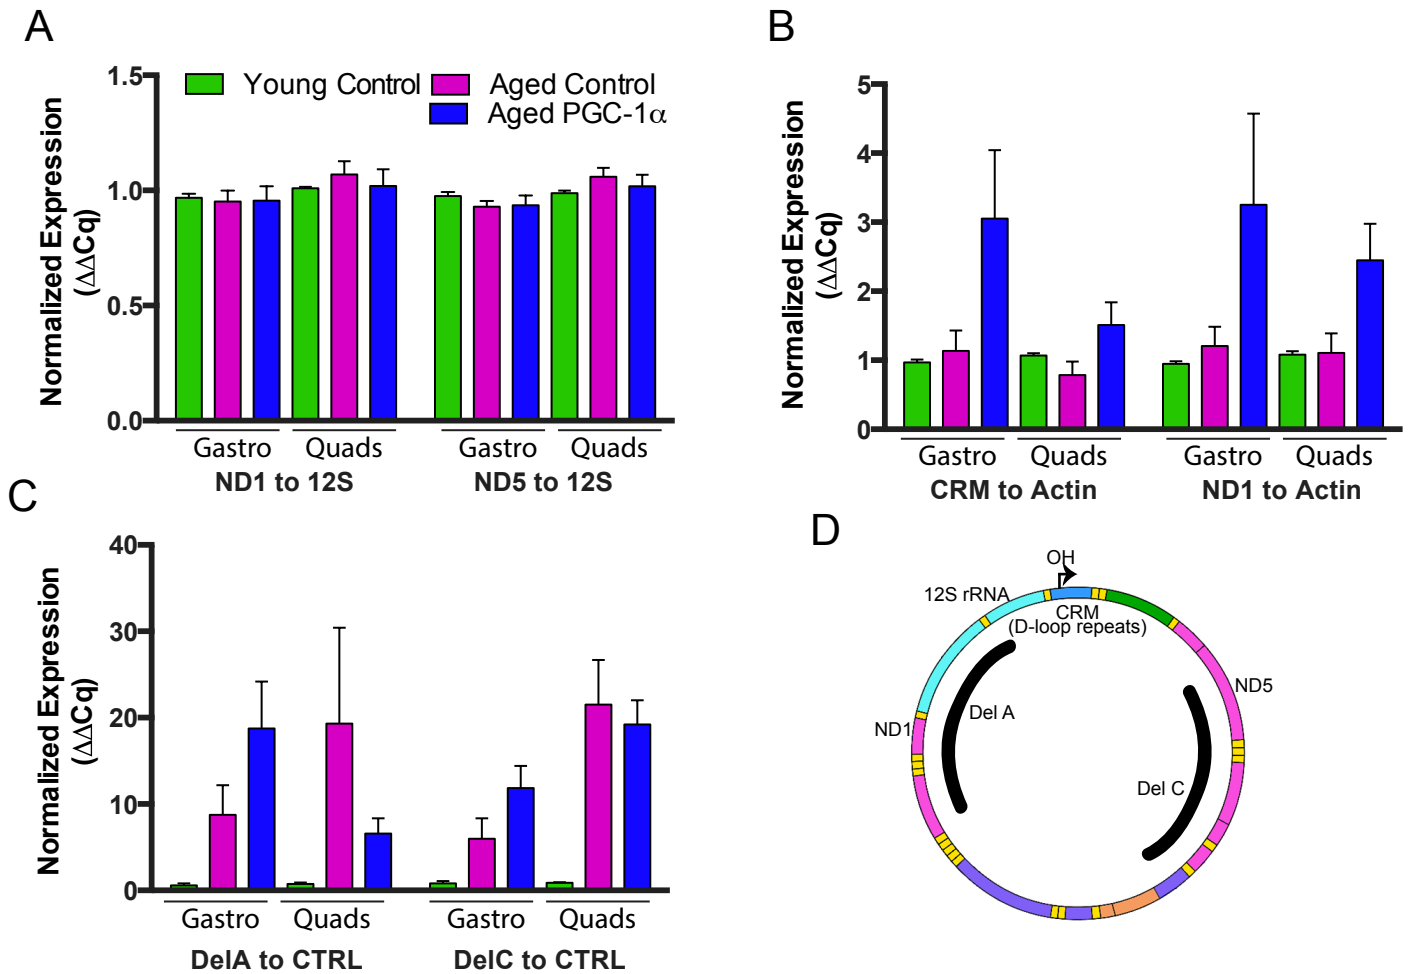 A
Young Control
Aged Control
Aged PGC-1α
Normalized Expression
(ΔΔCq)
1.5
1.0
0.5
0.0
Gastro
Quads
Gastro
Quads
ND1 to 12S
ND5 to 12S
B
Normalized Expression
(ΔΔCq)
5
4
3
2
1
0
Gastro
Quads
Gastro
Quads
CRM to Actin
ND1 to Actin
C
Normalized Expression
(ΔΔCq)
40
30
20
10
0
Gastro
Quads
Gastro
Quads
DelA to CTRL
DelC to CTRL
D
OH
12S rRNA
CRM
(D-loop repeats)
ND5
Del A
ND1
Del C